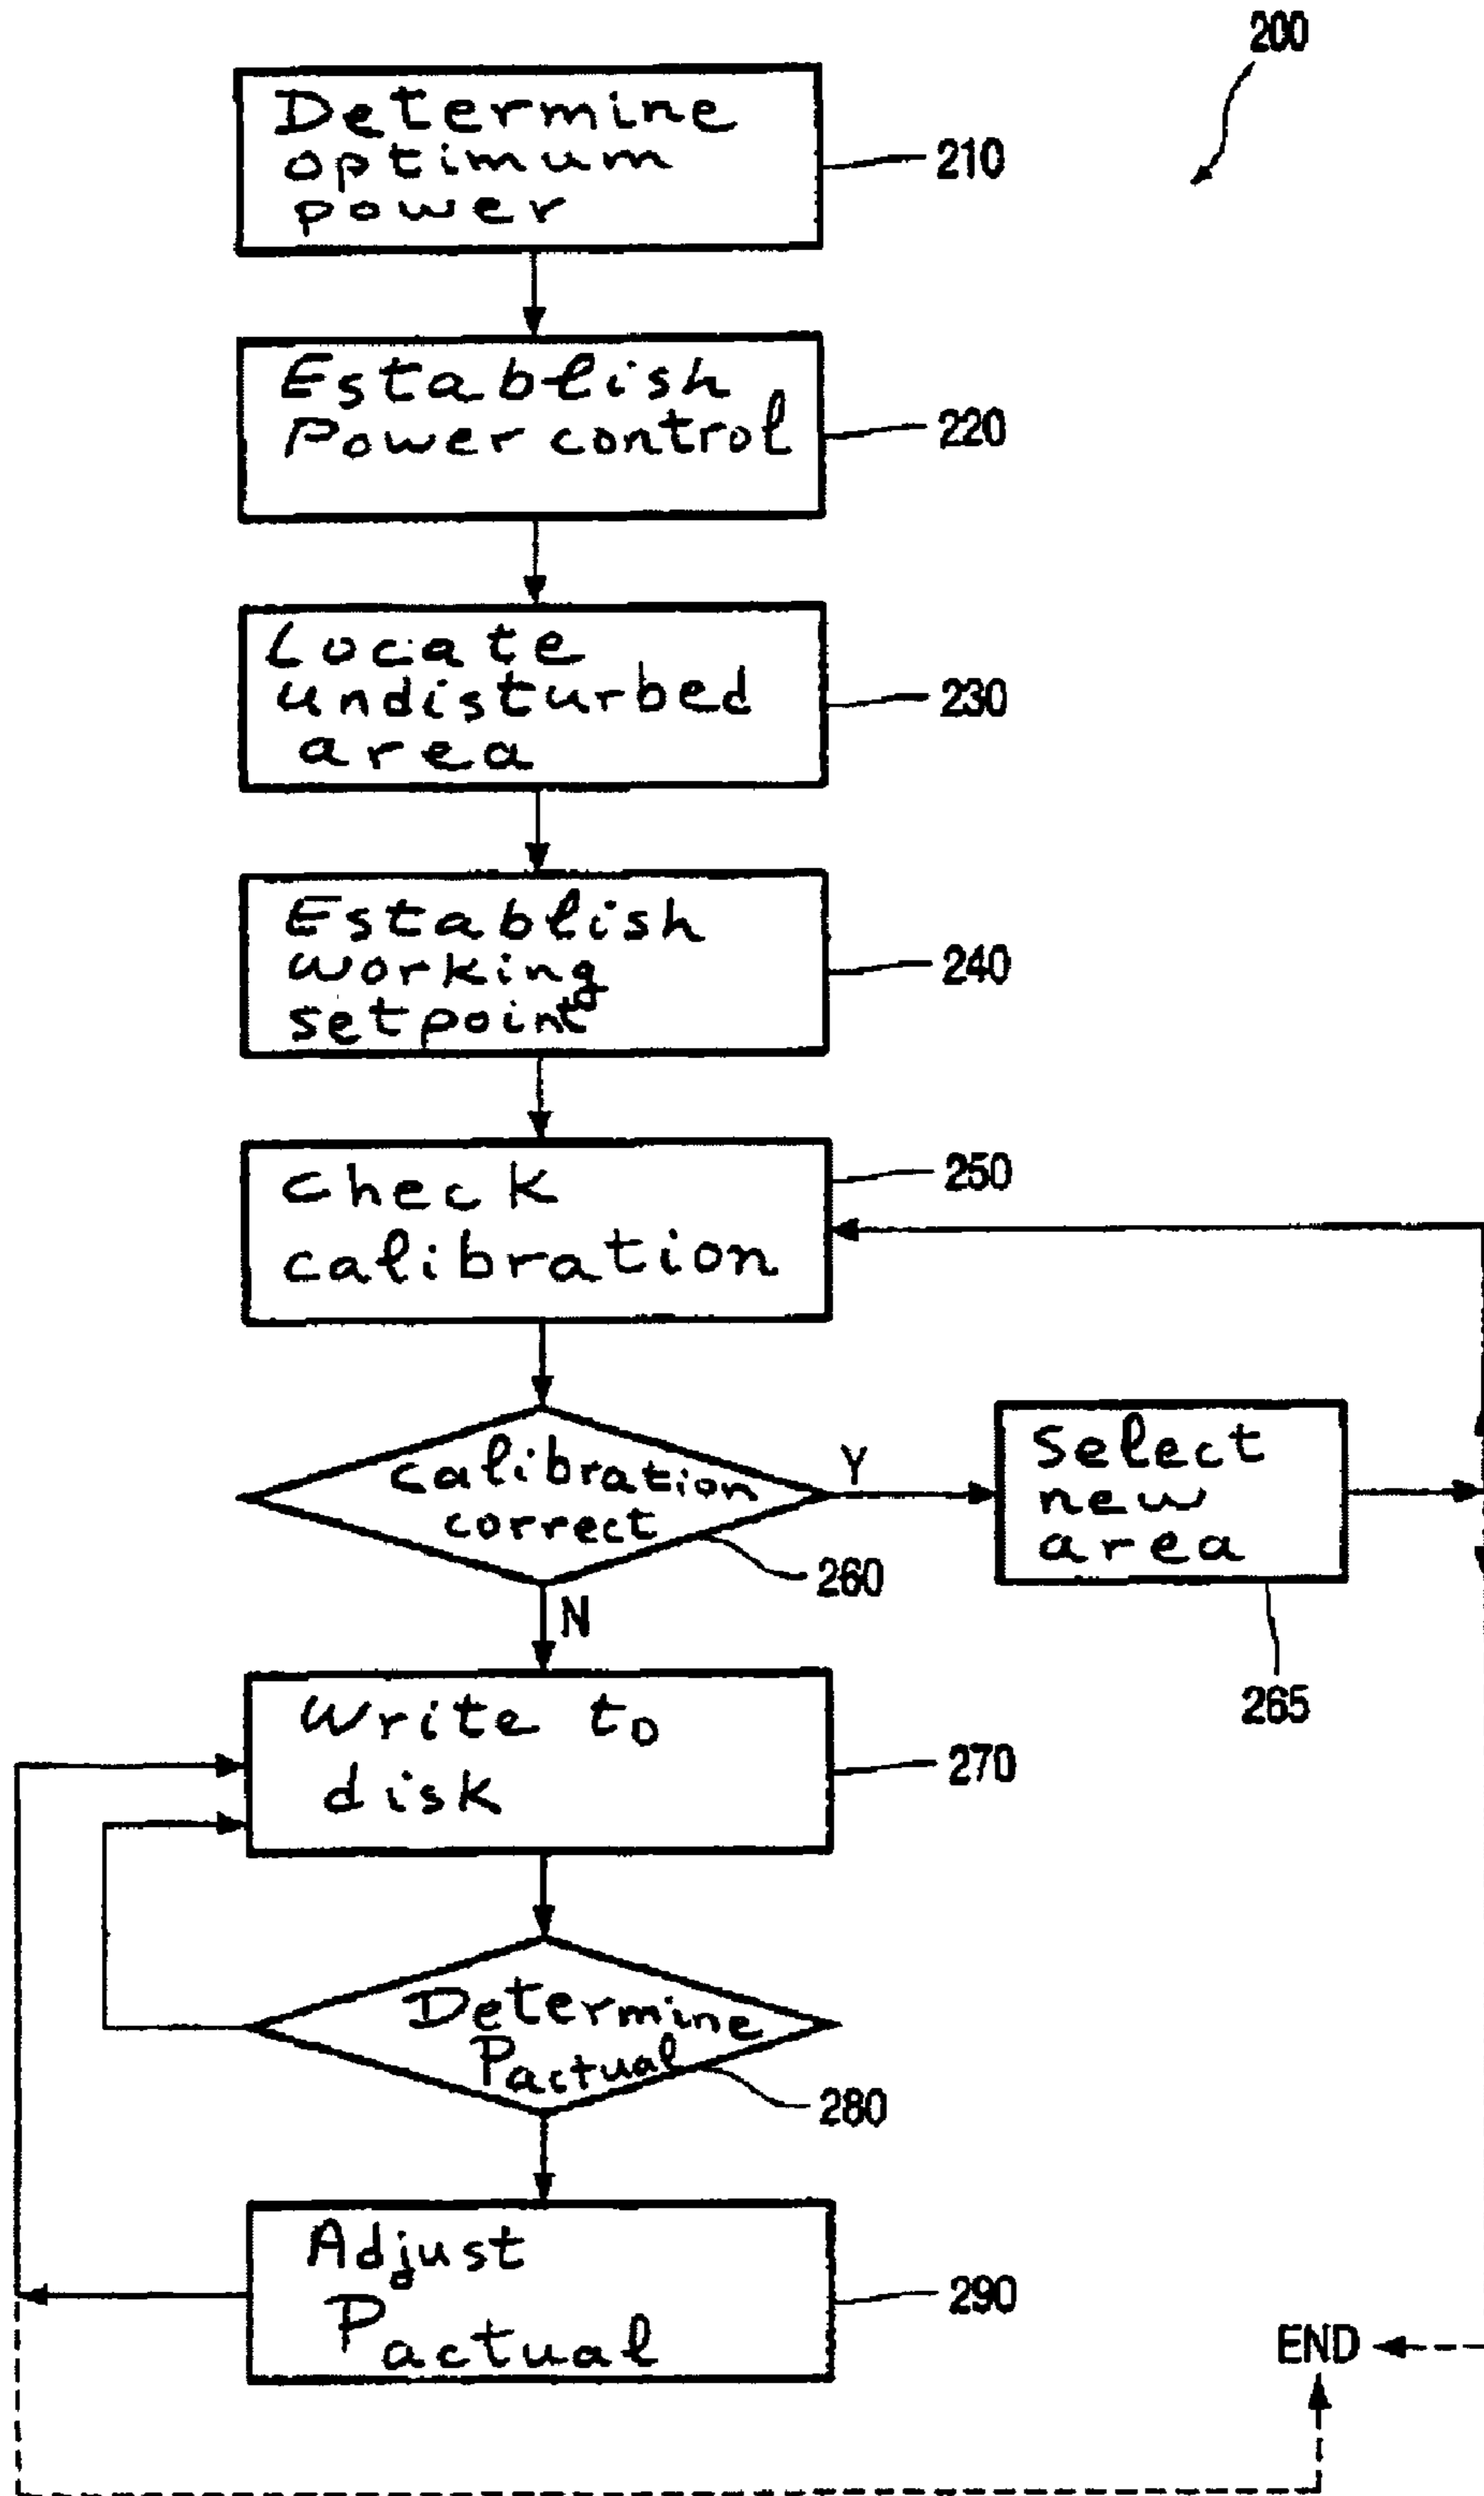 200
Determine
optimum
power
210
Establish
Power control
220
Locate
undisturbed
area
230
Establish
working
setpoint
240
Check
calibration
250
Calibration
correct
Y
260
N
Select
new
area
265
Write to
disk
270
Determine
Pactual
280
Adjust
Pactual
290
END